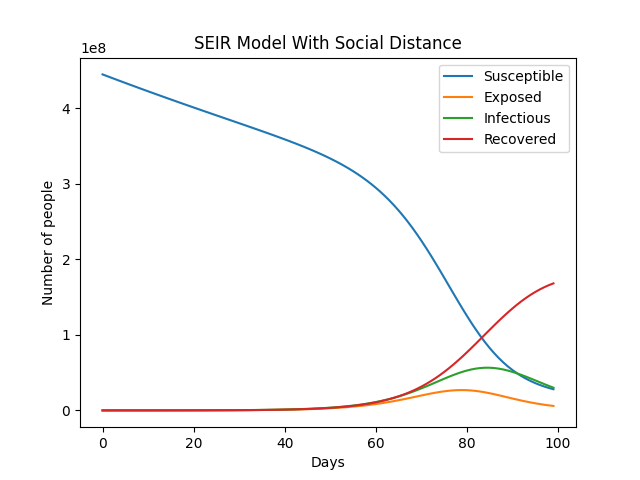 SEIR Model With Social Distance
1e8
Susceptible
Exposed
Infectious
Recovered
4
3
2
1
0
Number of people
0 20 40 60 80 100
Days